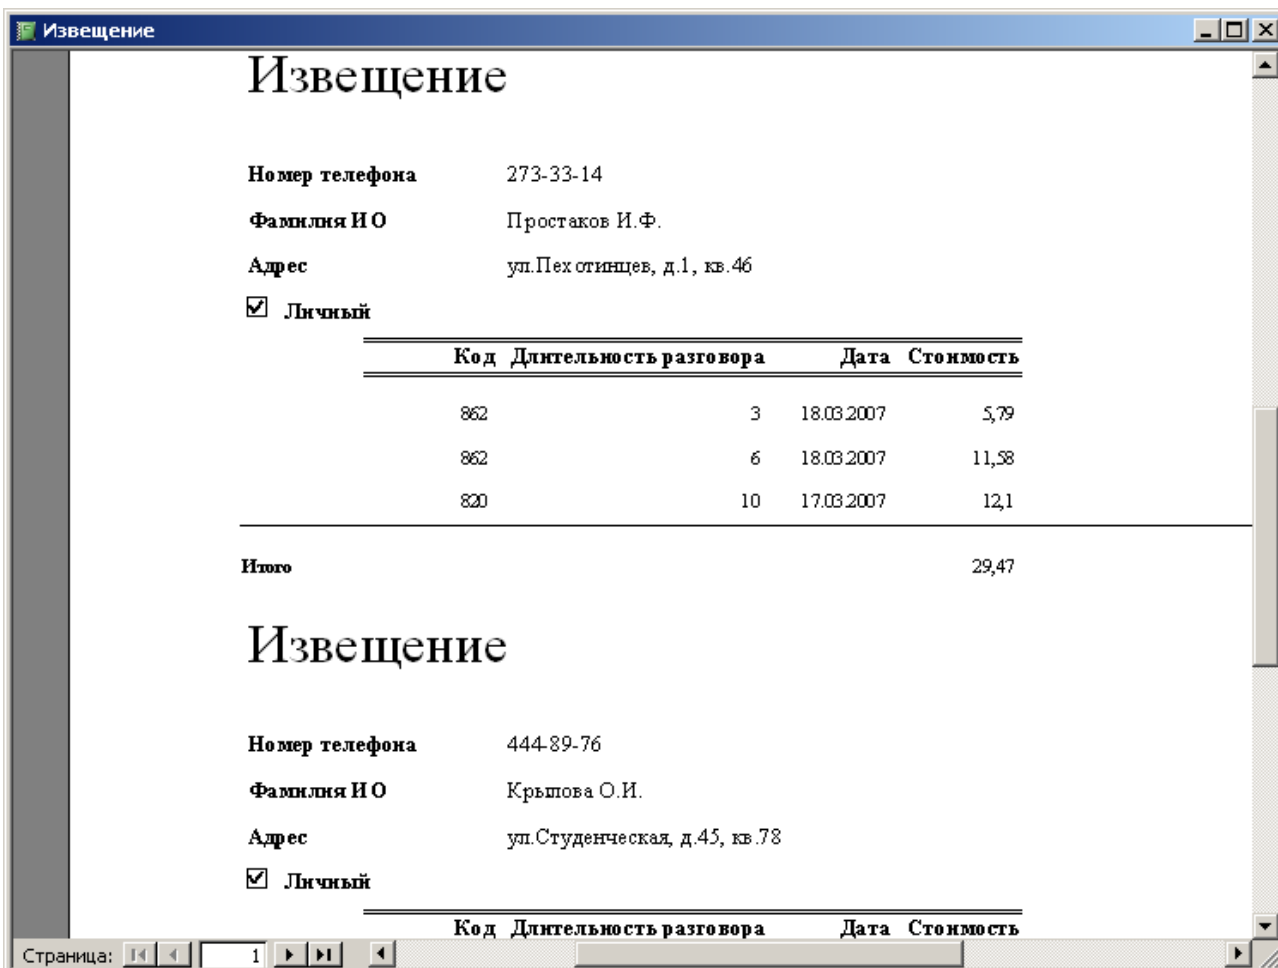 Извещение
Извещение
Номер телефона 273-33-14
Фамилия И О Простаков И.Ф.
Адрес ул.Пехотинцев, д.1, кв.46
Личный
Код Длительность разговора Дата Стоимость
862 3 18.03.2007 5,79
862 6 18.03.2007 11,58
820 10 17.03.2007 12,1
Итого 29,47
Извещение
Номер телефона 444-89-76
Фамилия И О Крылова О.И.
Адрес ул.Студенческая, д.45, кв.78
Личный
Код Длительность разговора Дата Стоимость
Страница: 1